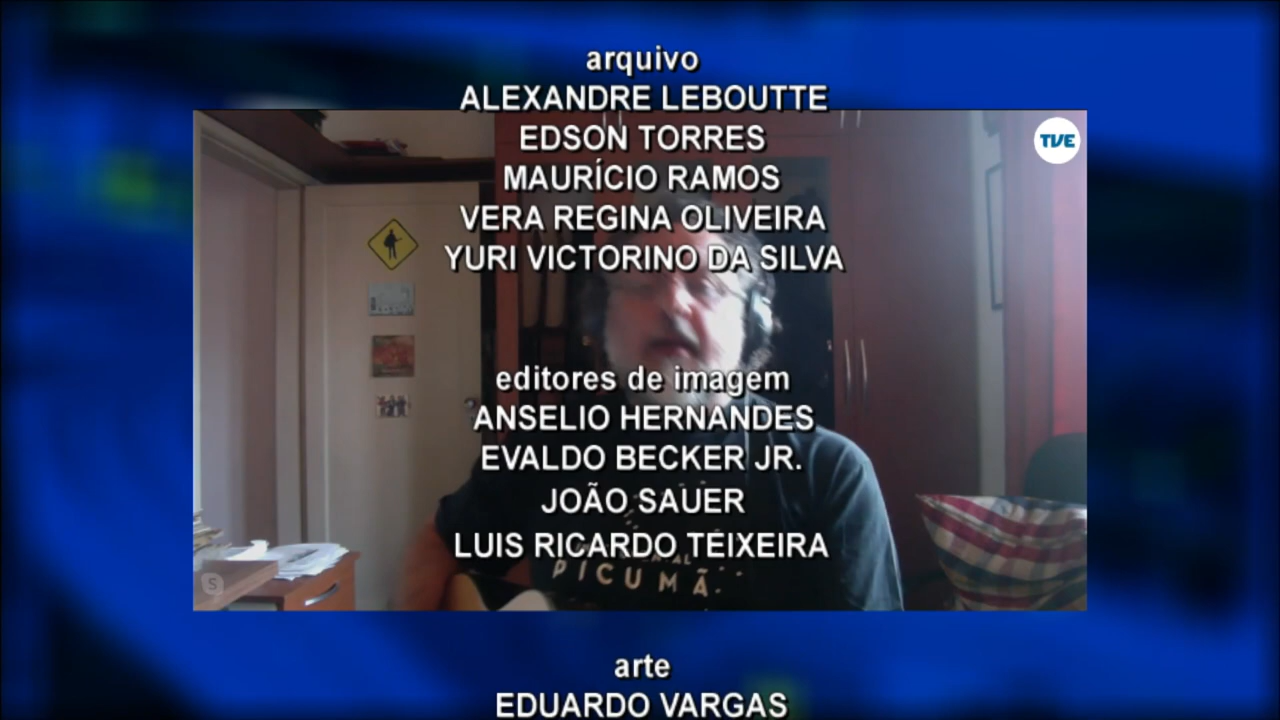 arquivo
ALEXANDRE LEBOUTTE
EDSON TORRES
TVE
MAURÍCIO RAMOS
VERA REGINA OLIVEIRA
YURI VICTORINO DA SILVA
editores de imagem
ANSELIO HERNANDES
EVALDO BECKER JR.
JOÃO SAUER
LUIS RICARDO TEIXEIRA
PICUMÃ
S
arte
EDUARDO VARGAS